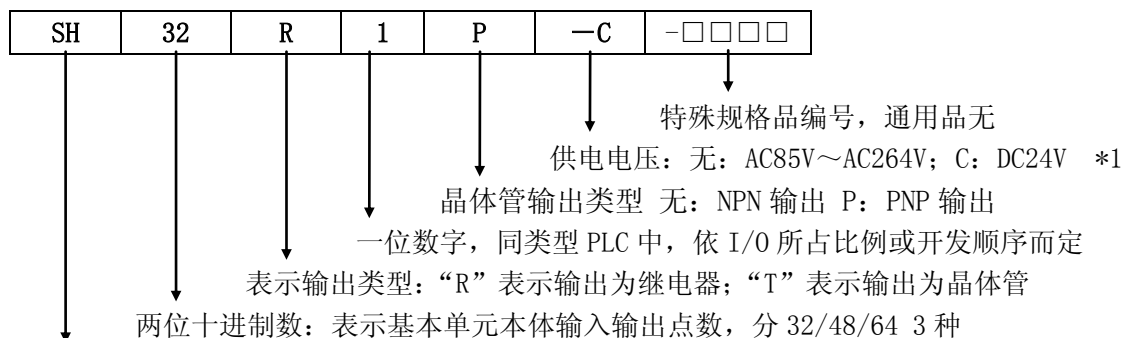 SH 32 R 1 P －C -□□□□
特殊规格品编号，通用品无
供电电压：无：AC85V～AC264V；C：DC24V *1
晶体管输出类型 无：NPN 输出 P：PNP 输出
一位数字，同类型 PLC 中，依 I/O 所占比例或开发顺序而定
表示输出类型：“R”表示输出为继电器；“T”表示输出为晶体管
两位十进制数：表示基本单元本体输入输出点数，分 32/48/64 3 种